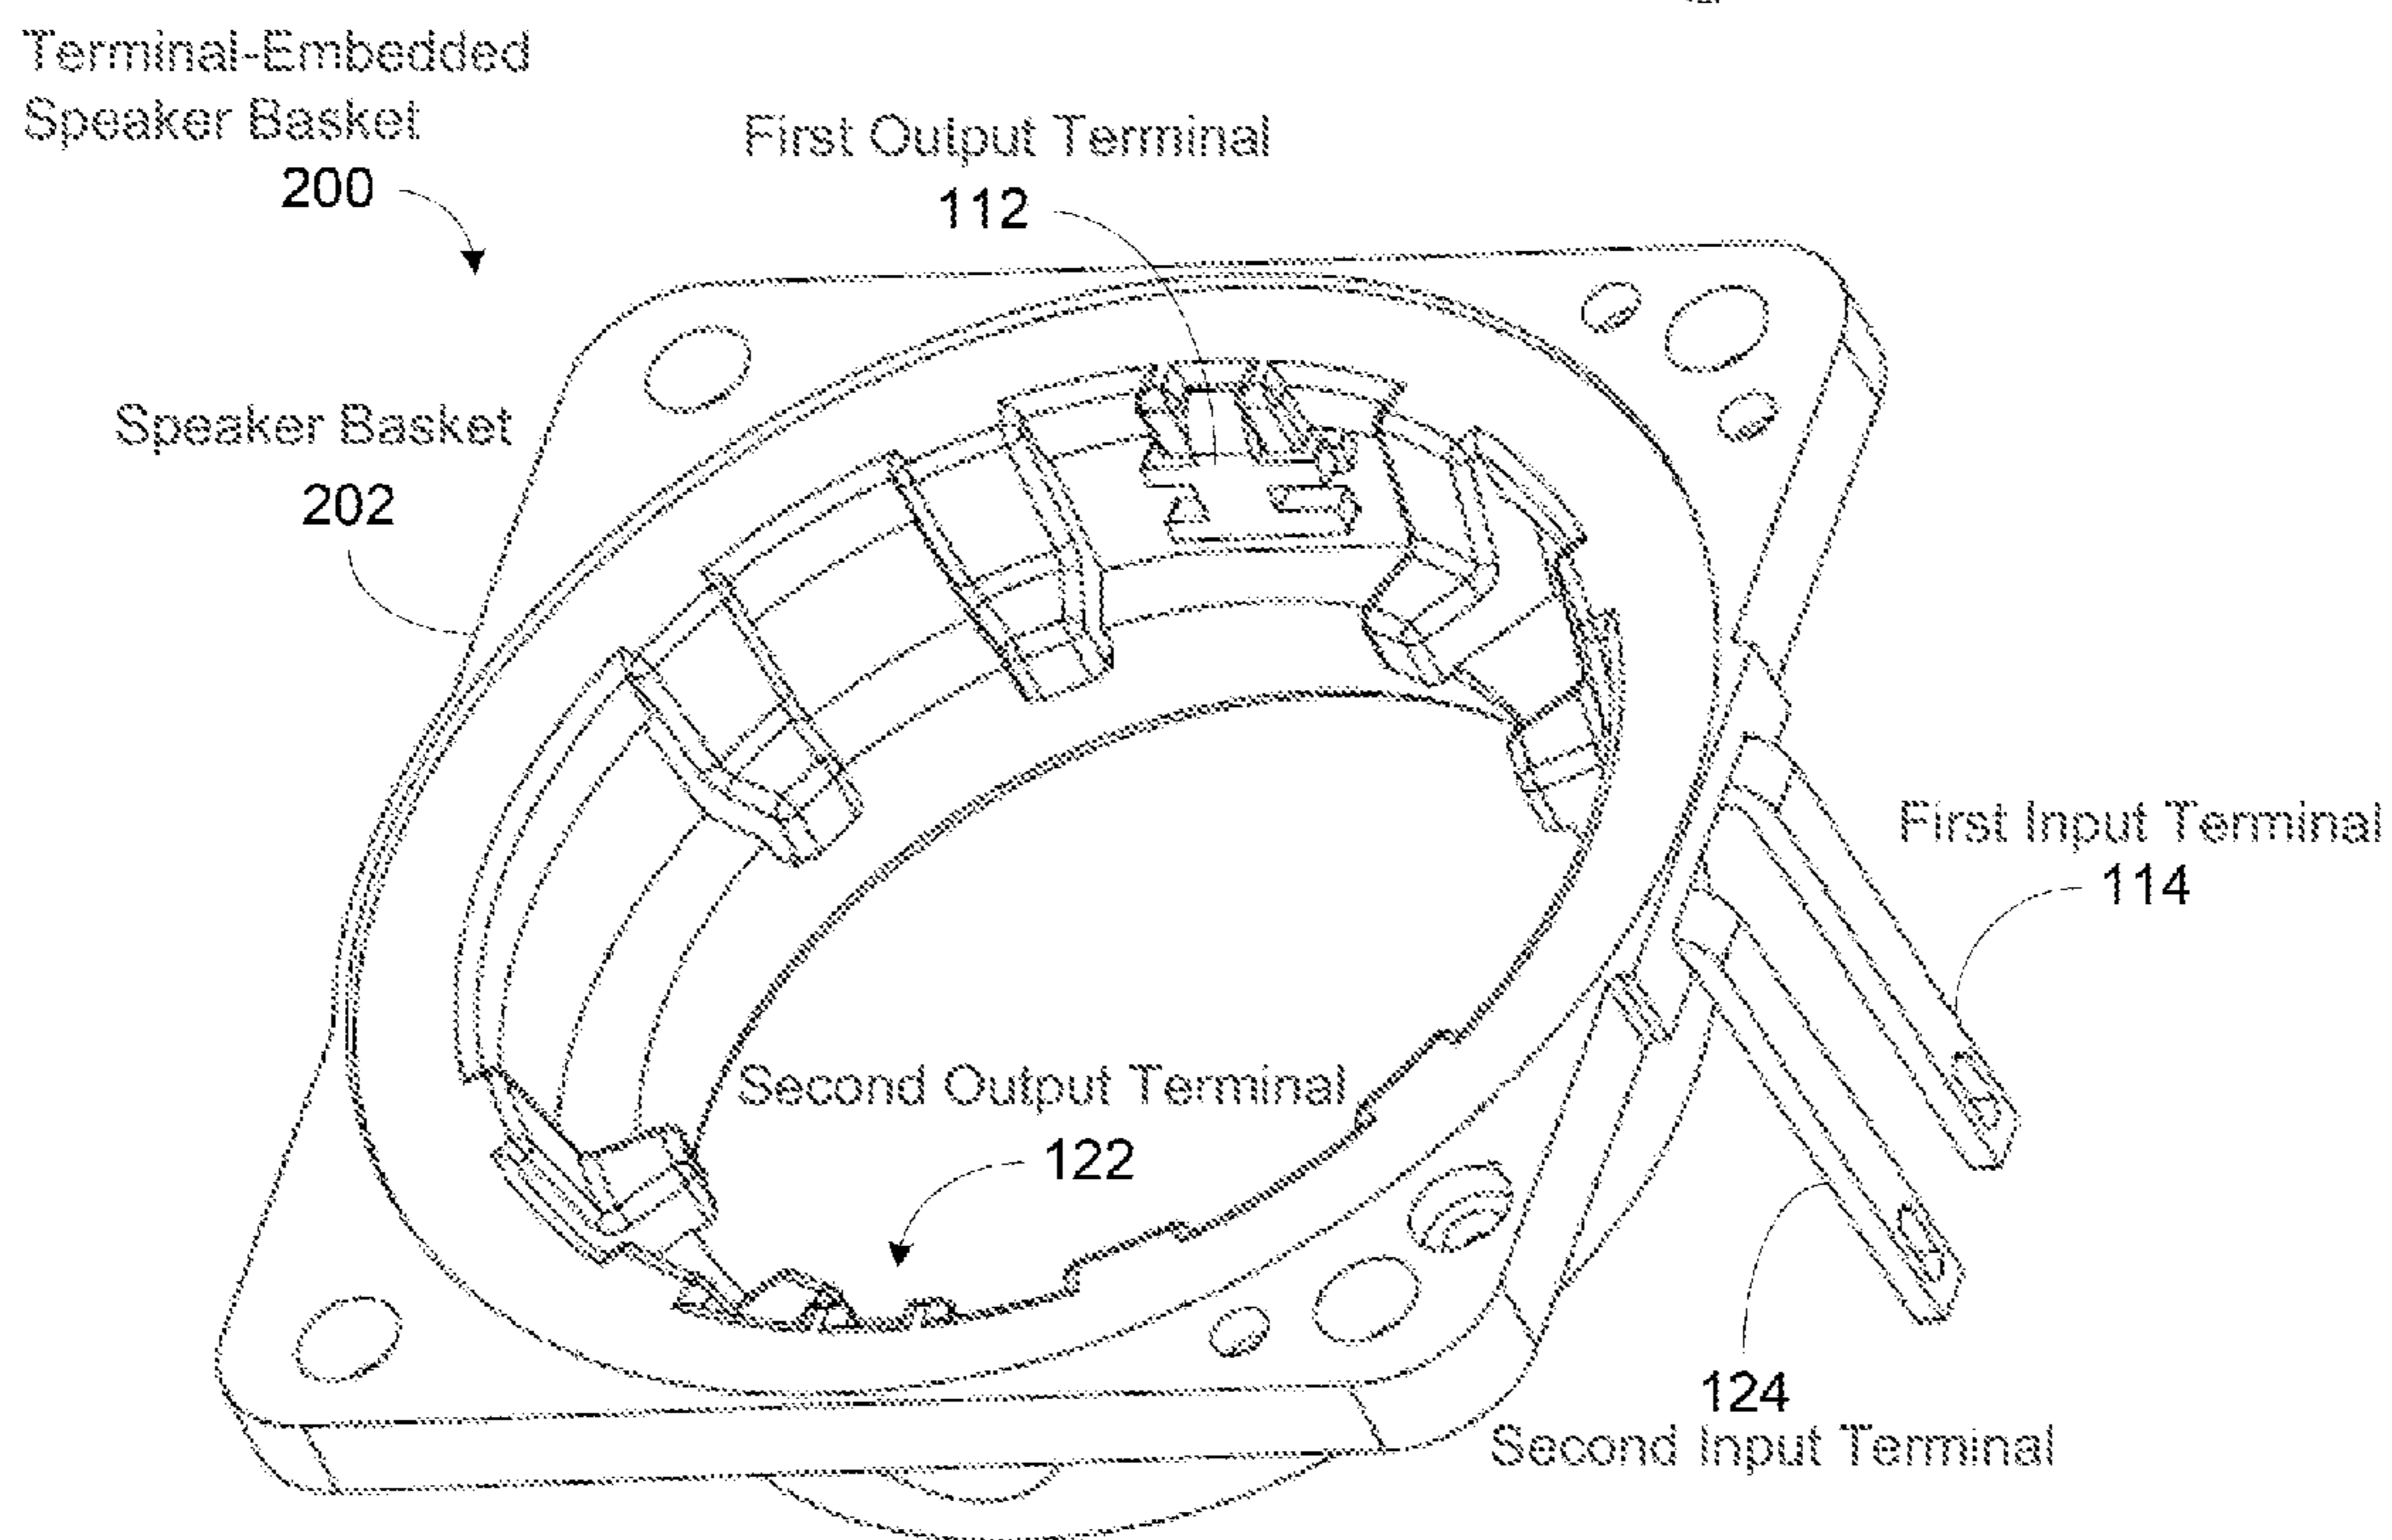 Terminal-Embedded
Speaker Basket
200
First Output Terminal
112
Speaker Basket
202
First Input Terminal
114
Second Output Terminal
122
124
Second Input Terminal